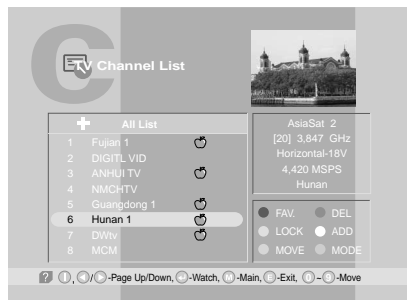 C
TV Channel List
All List
1 Fujian 1
2 DIGITL VID
3 ANHUI TV
4 NMCHTV
5 Guangdong 1
6 Hunan 1
7 DWtv
8 MCM
AsiaSat 2
[20] 3,847 GHz
Horizontal-18V
4,420 MSPS
Hunan
FAV. DEL
LOCK ADD
MOVE MODE
? Ⓘ, ◁/▷-Page Up/Down, ↵-Watch, Ⓜ-Main, Ⓔ-Exit, ⓪~⑨-Move